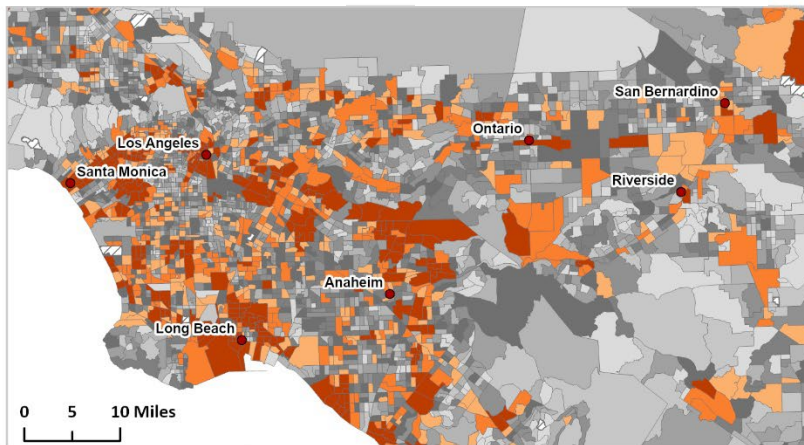 San Bernardino
Ontario
Los Angeles
Santa Monica
Riverside
Anaheim
Long Beach
0 5 10 Miles